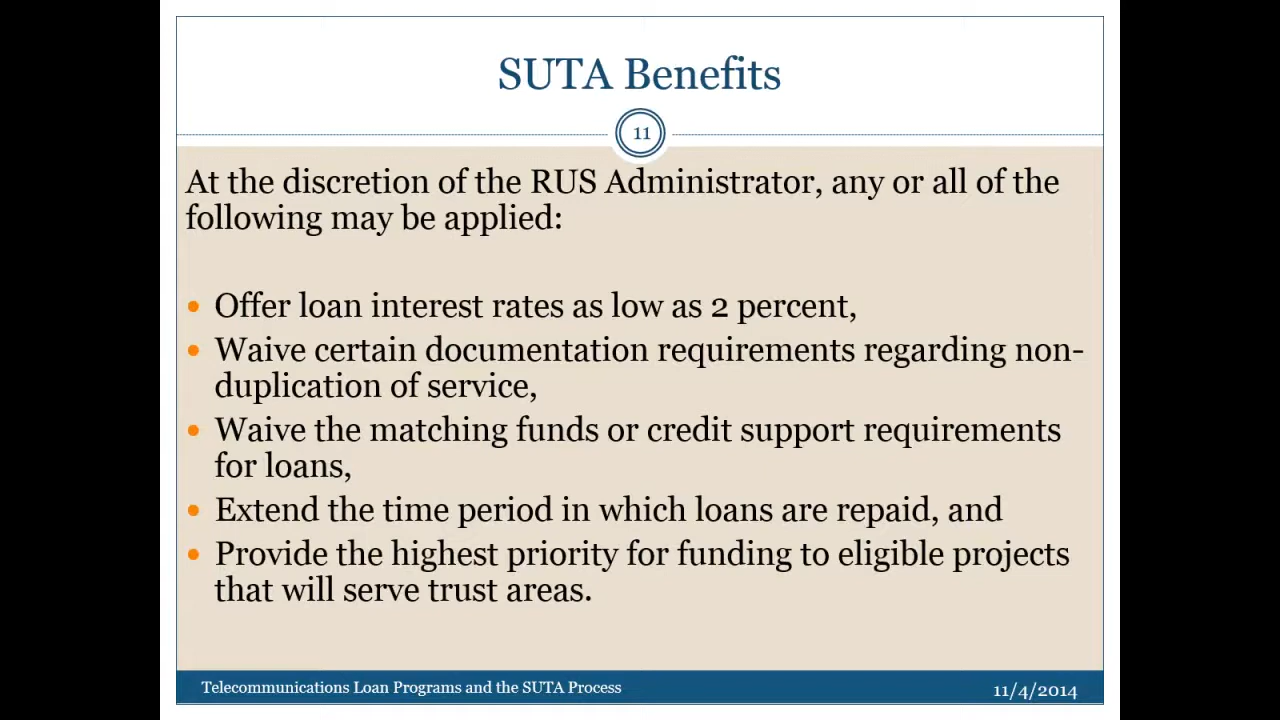 SUTA Benefits
11
At the discretion of the RUS Administrator, any or all of the
following may be applied:
• Offer loan interest rates as low as 2 percent,
• Waive certain documentation requirements regarding non-
duplication of service,
• Waive the matching funds or credit support requirements
for loans,
• Extend the time period in which loans are repaid, and
• Provide the highest priority for funding to eligible projects
that will serve trust areas.
Telecommunications Loan Programs and the SUTA Process
11/4/2014